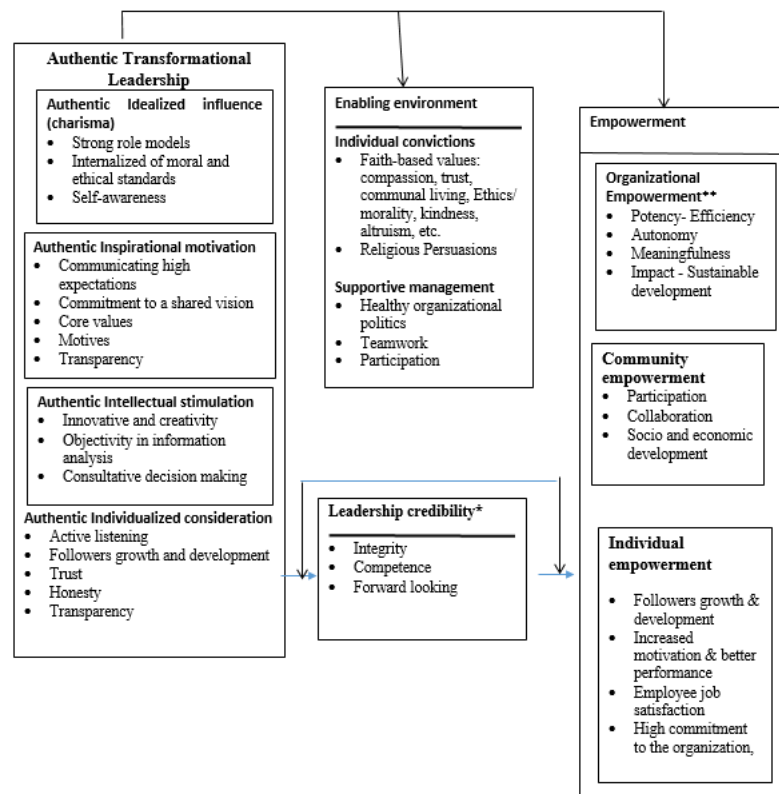 Authentic Transformational
Leadership
Authentic Idealized influence
(charisma)
• Strong role models
• Internalized of moral and
ethical standards
• Self-awareness
Authentic Inspirational motivation
• Communicating high
expectations
• Commitment to a shared vision
• Core values
• Motives
• Transparency
Authentic Intellectual stimulation
• Innovative and creativity
• Objectivity in information
analysis
• Consultative decision making
Authentic Individualized consideration
• Active listening
• Followers growth and development
• Trust
• Honesty
• Transparency
Enabling environment
Individual convictions
• Faith-based values:
compassion, trust,
communal living, Ethics/
morality, kindness,
altruism, etc.
• Religious Persuasions
Supportive management
• Healthy organizational
politics
• Teamwork
• Participation
Leadership credibility*
• Integrity
• Competence
• Forward looking
Empowerment
Organizational
Empowerment**
• Potency- Efficiency
• Autonomy
• Meaningfulness
• Impact - Sustainable
development
Community
empowerment
• Participation
• Collaboration
• Socio and economic
development
Individual
empowerment
• Followers growth &
development
• Increased
motivation & better
performance
• Employee job
satisfaction
• High commitment
to the organization,